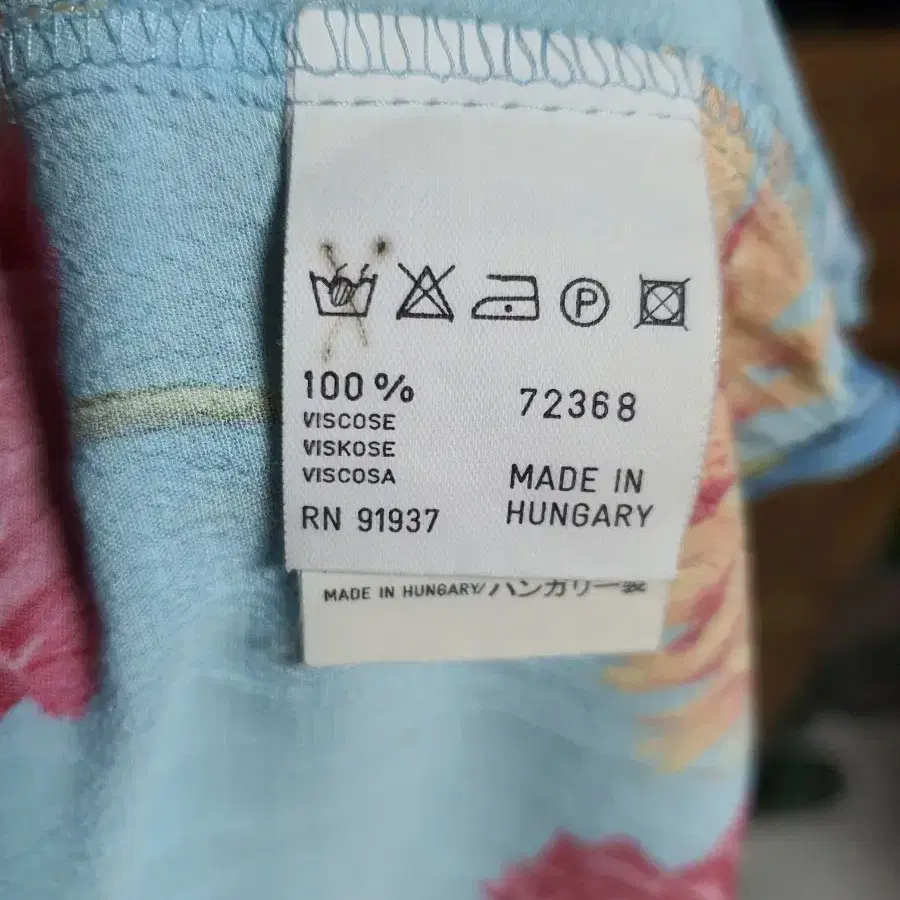 P
100 %
VISCOSE
VISKOSE
VISCOSA
RN 91937
72368
MADE IN
HUNGARY
MADE IN HUNGARY/ハンガリー製